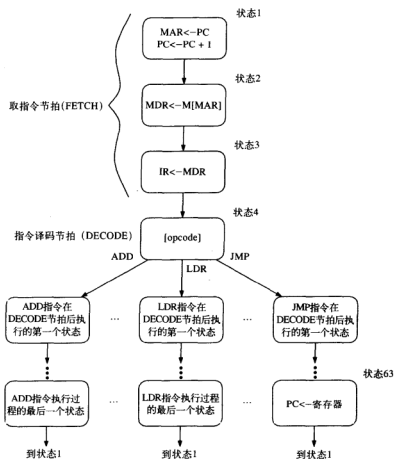 状态1
MAR<-PC
PC<-PC + 1
状态2
取指令节拍(FETCH)
MDR<-M[MAR]
状态3
IR<-MDR
状态4
指令译码节拍 (DECODE)
[opcode]
ADD
LDR
JMP
ADD指令在
DECODE节拍后执
行的第一个状态
...
LDR指令在
DECODE节拍后执
行的第一个状态
...
JMP指令在
DECODE节拍后执
行的第一个状态
状态63
ADD指令执行过
程的最后一个状态
...
LDR指令执行过程
的最后一个状态
...
PC<-寄存器
到状态1
到状态1
到状态1